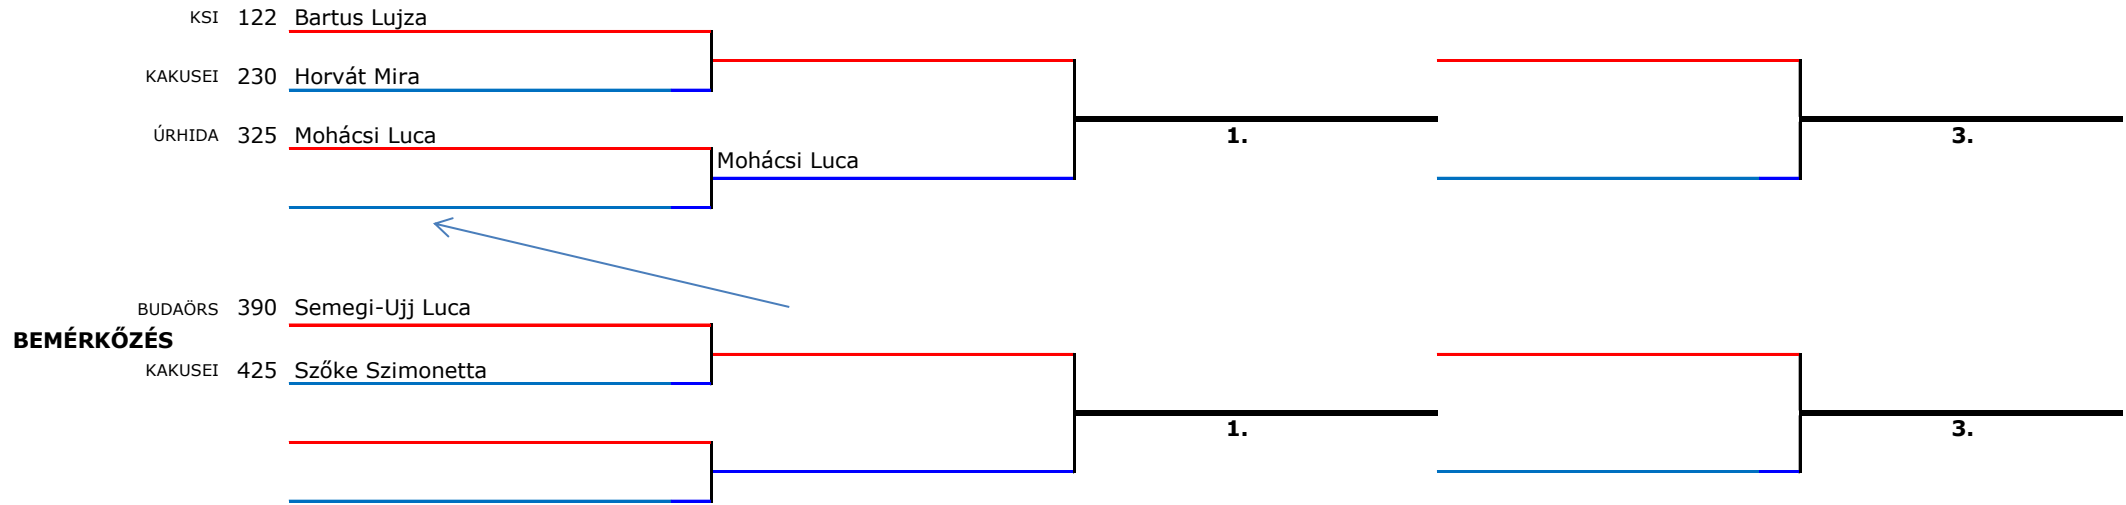 KSI 122 Bartus Lujza
KAKUSEI 230 Horvát Mira
ÚRHIDA 325 Mohácsi Luca 1. 3.
Mohácsi Luca
BUDAÖRS 390 Semegi-Ujj Luca
BEMÉRKŐZÉS
KAKUSEI 425 Szőke Szimonetta
1. 3.